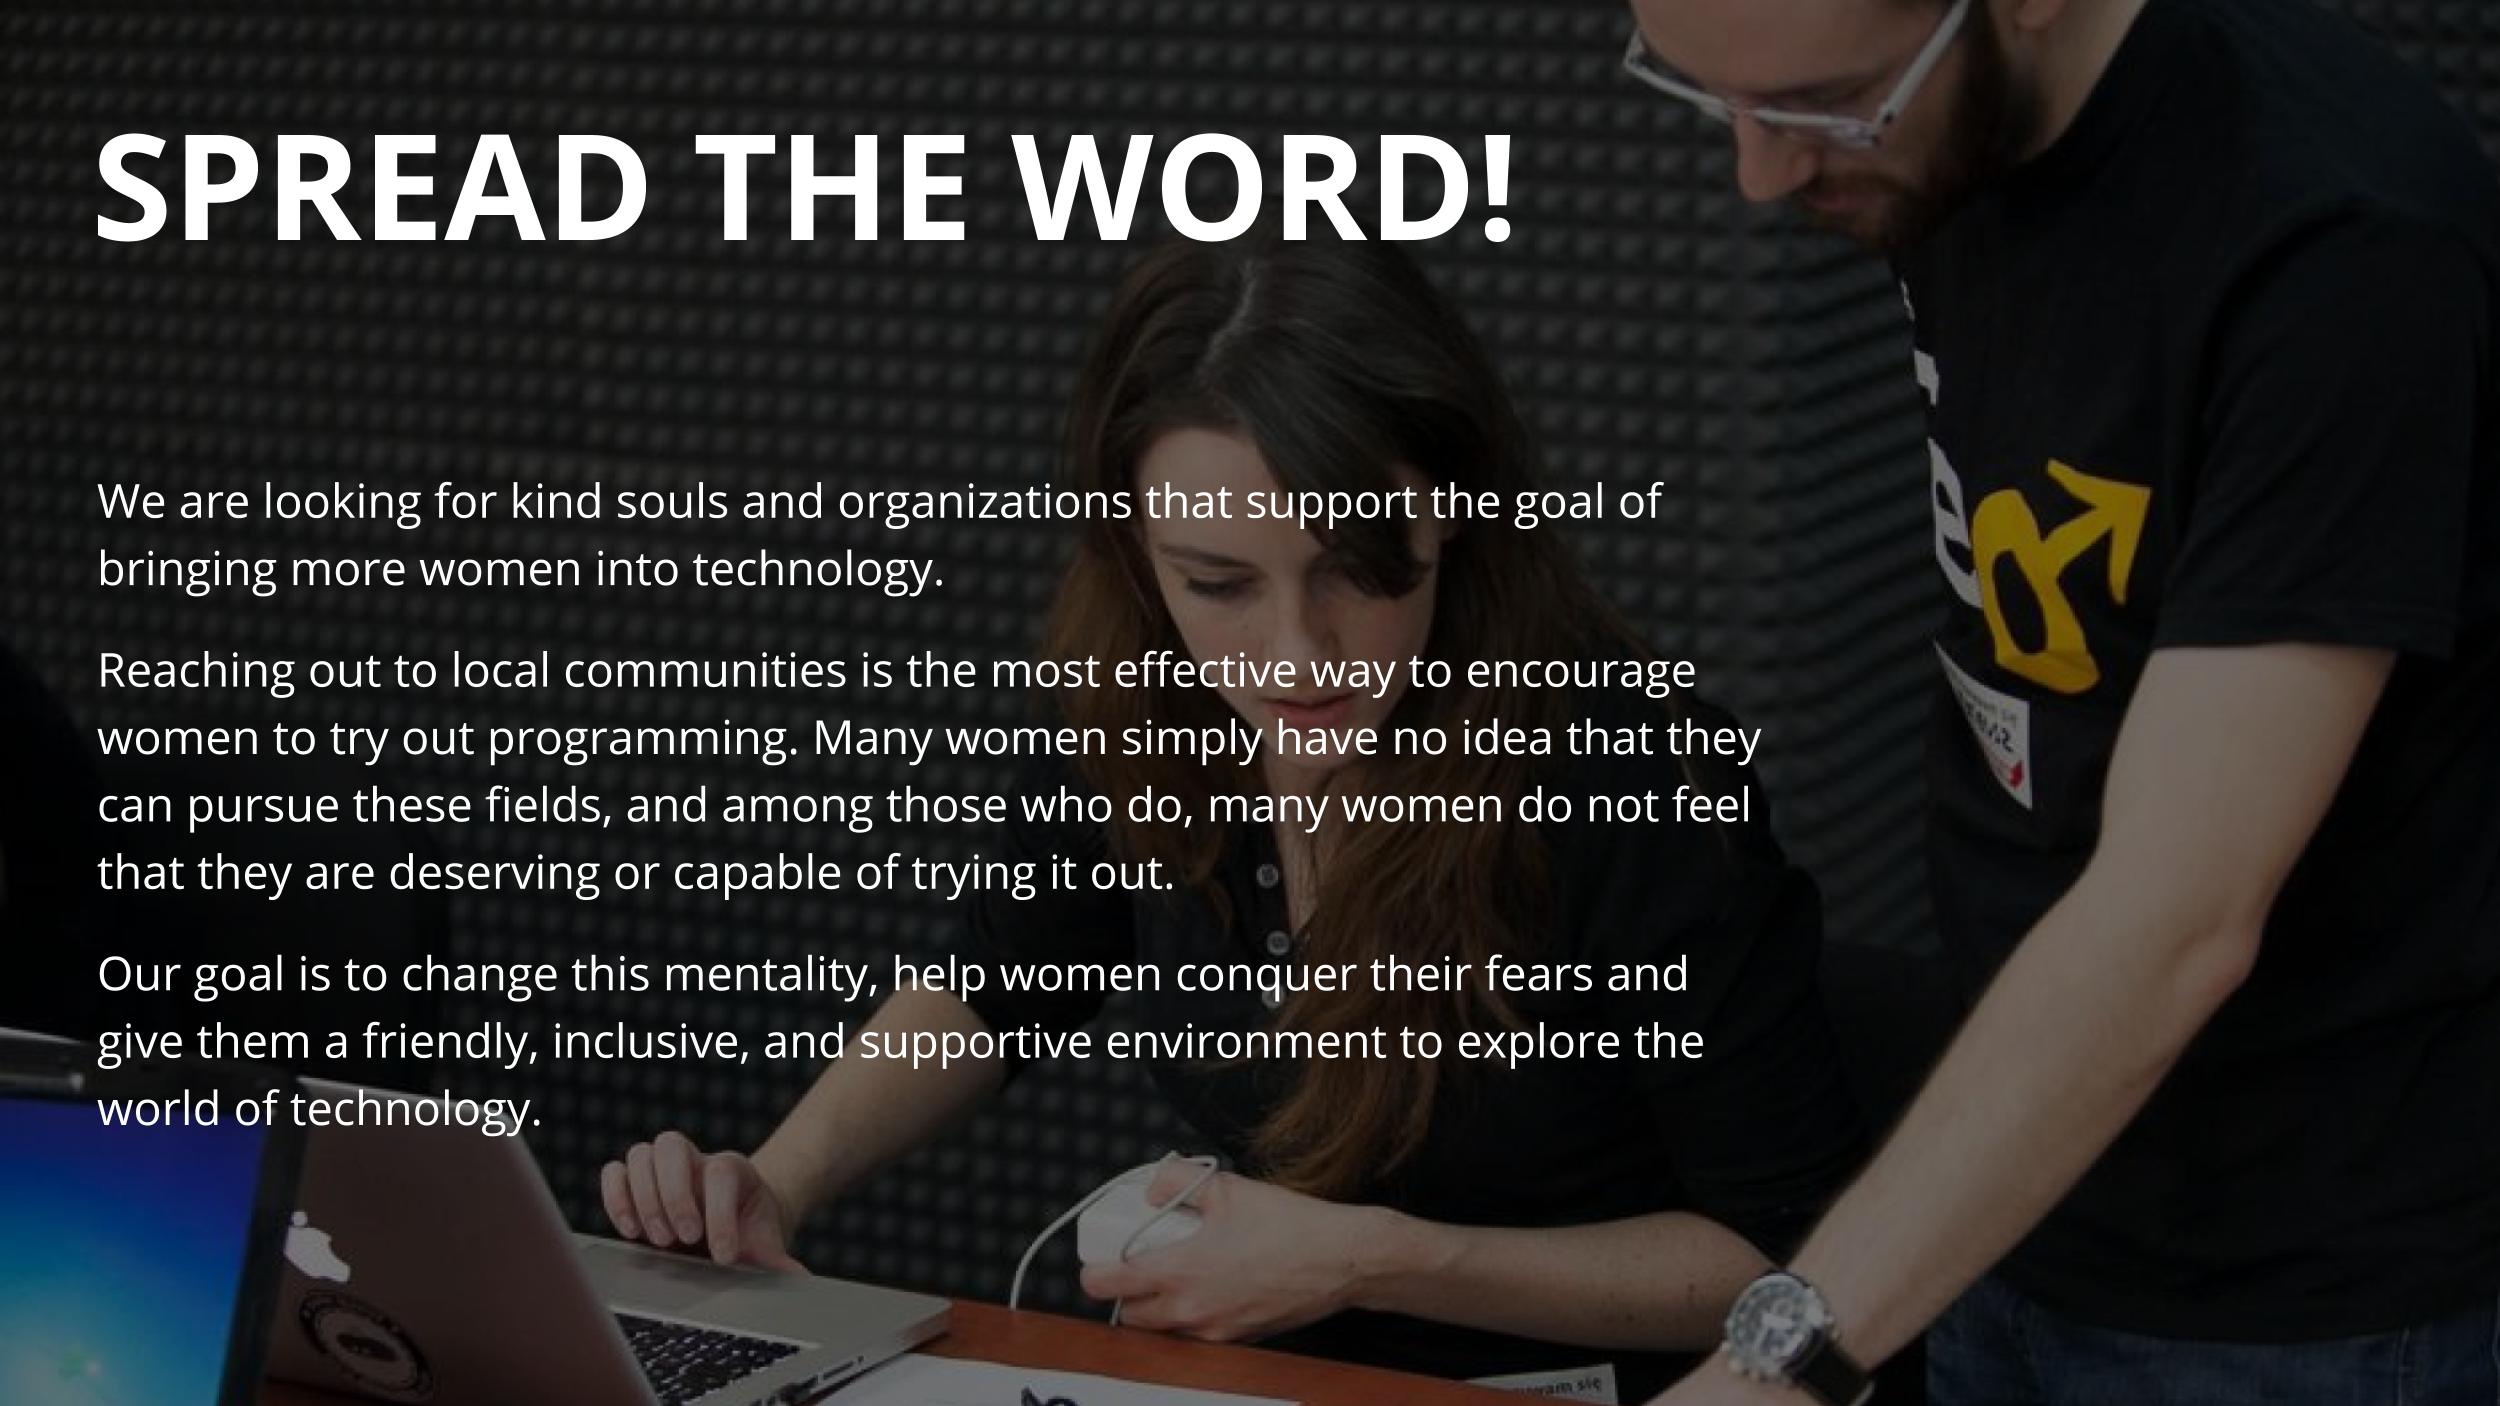 SPREAD THE WORD!
We are looking for kind souls and organizations that support the goal of
bringing more women into technology.
Reaching out to local communities is the most effective way to encourage
women to try out programming. Many women simply have no idea that they
can pursue these fields, and among those who do, many women do not feel
that they are deserving or capable of trying it out.
Our goal is to change this mentality, help women conquer their fears and
give them a friendly, inclusive, and supportive environment to explore the
world of technology.
się